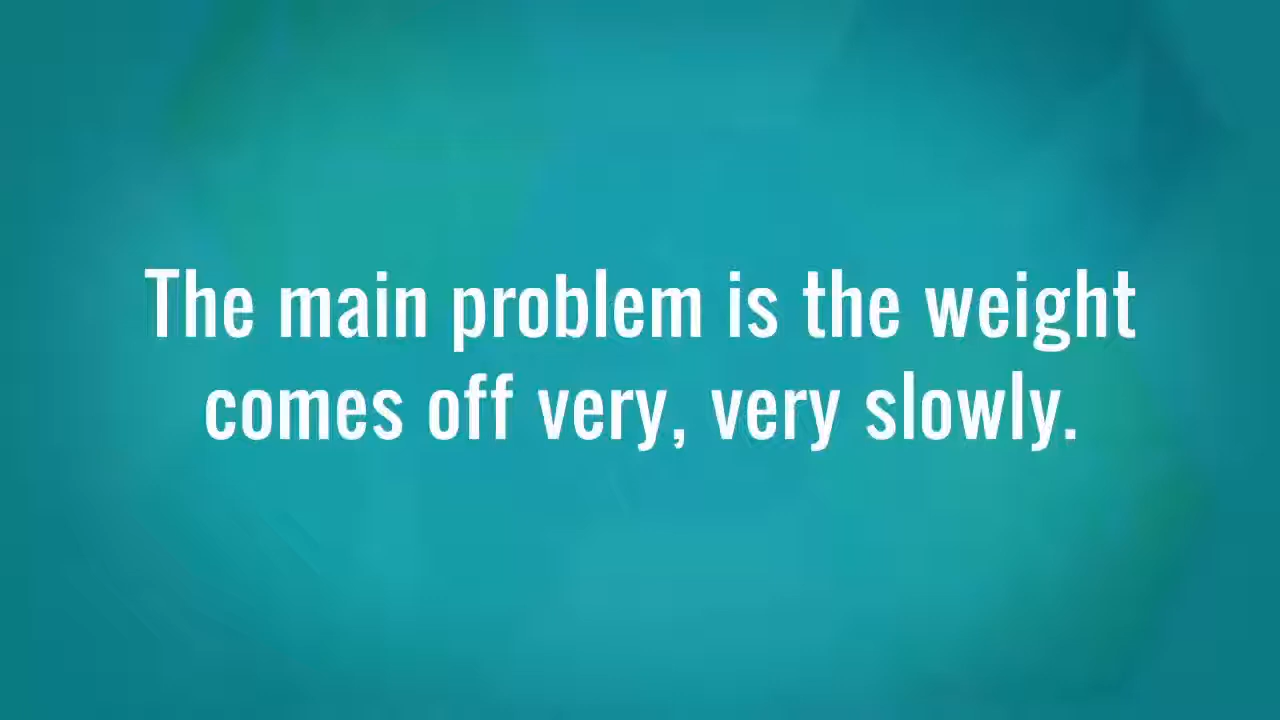 The main problem is the weight
comes off very, very slowly.